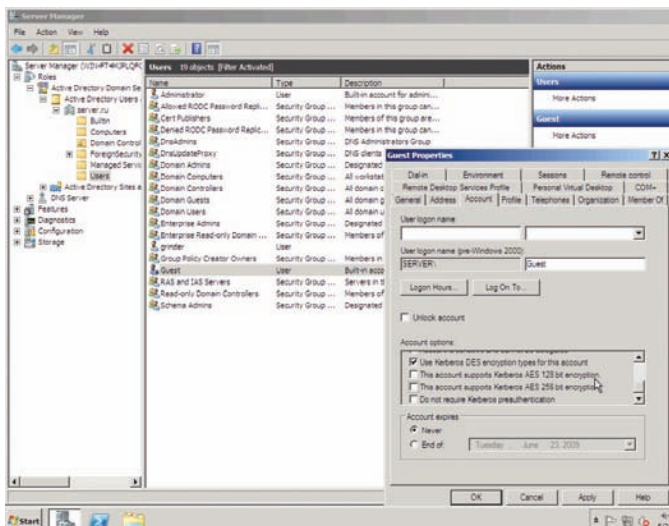 Server Manager
File Action View Help
Server Manager
Roles
Active Directory Domain Se
Active Directory Users
server.ru
Builtin
Computers
Domain Control
ForeignSecurity
Managed Servic
Users
Active Directory Sites a
DNS Server
Features
Diagnostics
Configuration
Storage
Users 19 objects [Filter Activated]
Name Type Description
Administrator User Built-in account for admini...
Allowed RODC Password Repli... Security Group ... Members in this group can...
Cert Publishers Security Group ... Members of this group are...
Denied RODC Password Replic... Security Group ... Members in this group can...
DnsAdmins Security Group ... DNS Administrators Group
DnsUpdateProxy Security Group ... DNS clients
Domain Admins Security Group ... Designated
Domain Computers Security Group ... All workstat
Domain Controllers Security Group ... All domain c
Domain Guests Security Group ... All domain g
Domain Users Security Group ... All domain u
Enterprise Admins Security Group ... Designated
Enterprise Read-only Domain ... Security Group ... Members of
grinder User
Group Policy Creator Owners Security Group ... Members in
Guest User Built-in acco
RAS and IAS Servers Security Group ... Servers in t
Read-only Domain Controllers Security Group ... Members of
Schema Admins Security Group ... Designated
Actions
Users
More Actions
Guest
More Actions
Guest Properties
Dial-in Environment Sessions Remote control
Remote Desktop Services Profile Personal Virtual Desktop COM+
General Address Account Profile Telephones Organization Member Of
User logon name:
User logon name (pre-Windows 2000):
SERVER\ Guest
Logon Hours... Log On To...
Unlock account
Account options:
Use Kerberos DES encryption types for this account
This account supports Kerberos AES 128 bit encryption.
This account supports Kerberos AES 256 bit encryption.
Do not require Kerberos preauthentication
Account expires
Never
End of: Tuesday , June 23, 2009
OK Cancel Apply Help
Start